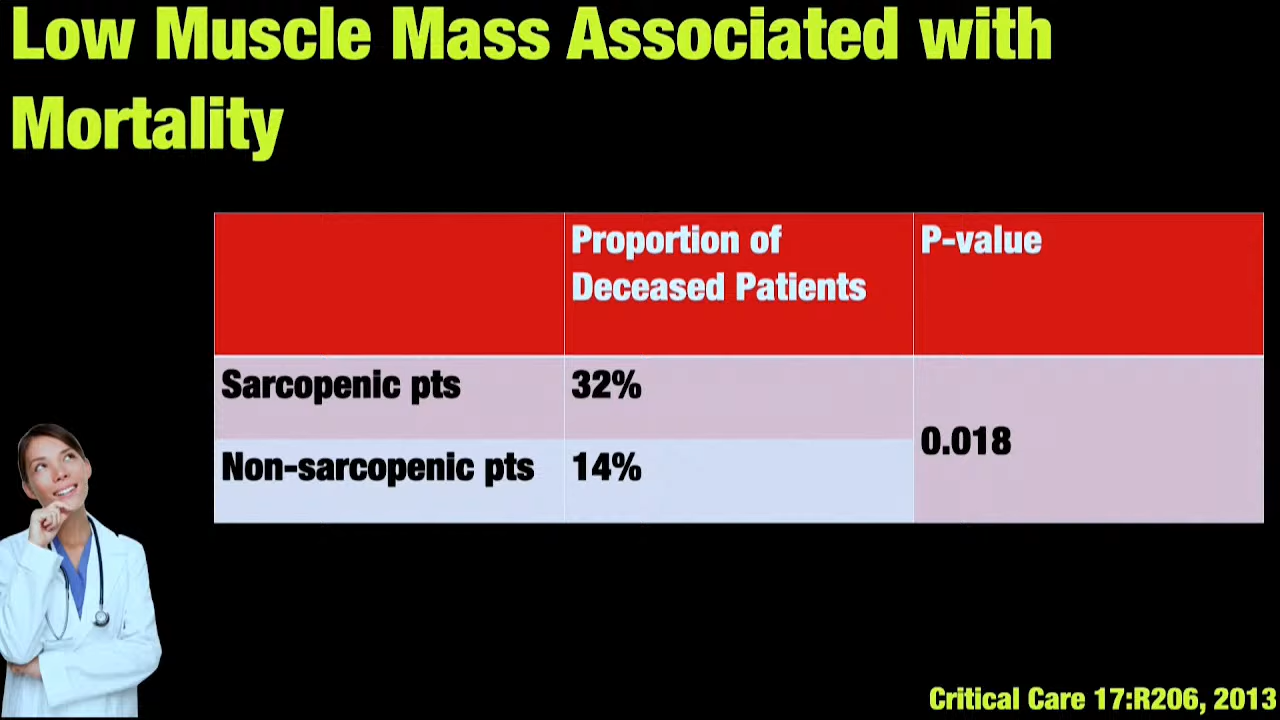 Low Muscle Mass Associated with
Mortality
Proportion of
Deceased Patients
P-value
Sarcopenic pts
32%
0.018
Non-sarcopenic pts
14%
Critical Care 17:R206, 2013